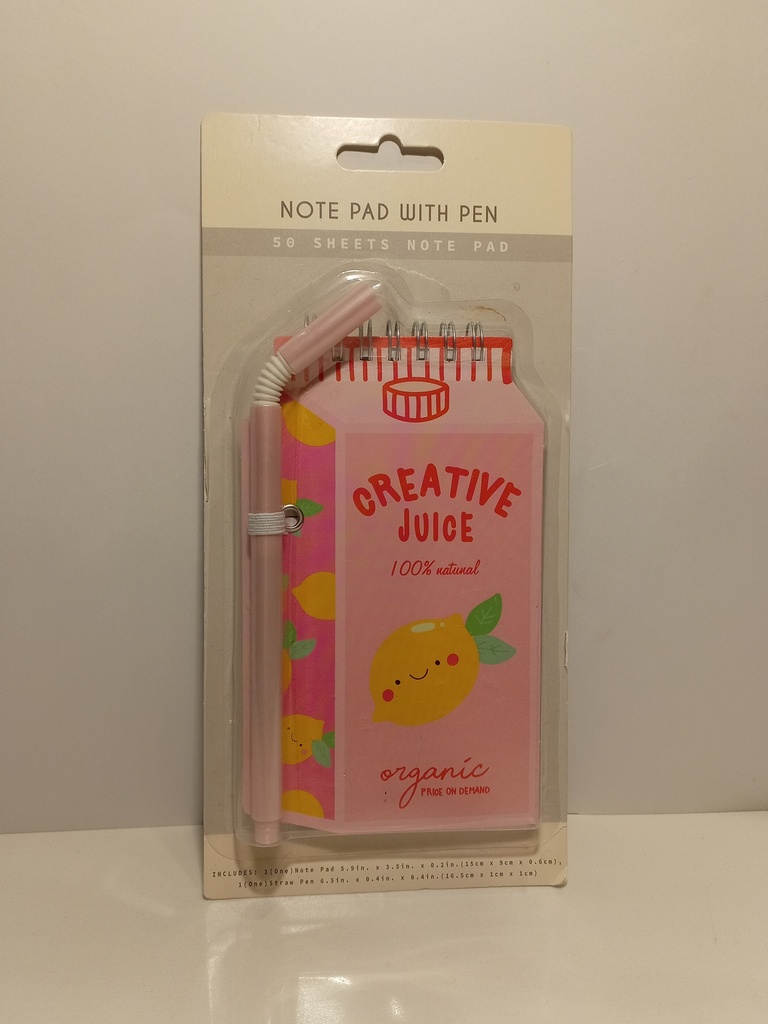 NOTE PAD WITH PEN
50 SHEETS NOTE PAD
CREATIVE
JUICE
100% natural
organic
PRICE ON DEMAND
INCLUDES: 1(One)Note Pad 5.9in. x 3.5in. x 0.2in.(15cm x 9cm x 0.6cm),
1(One)Straw Pen 6.5in. x 0.4in. x 0.4in.(16.5cm x 1cm x 1cm)